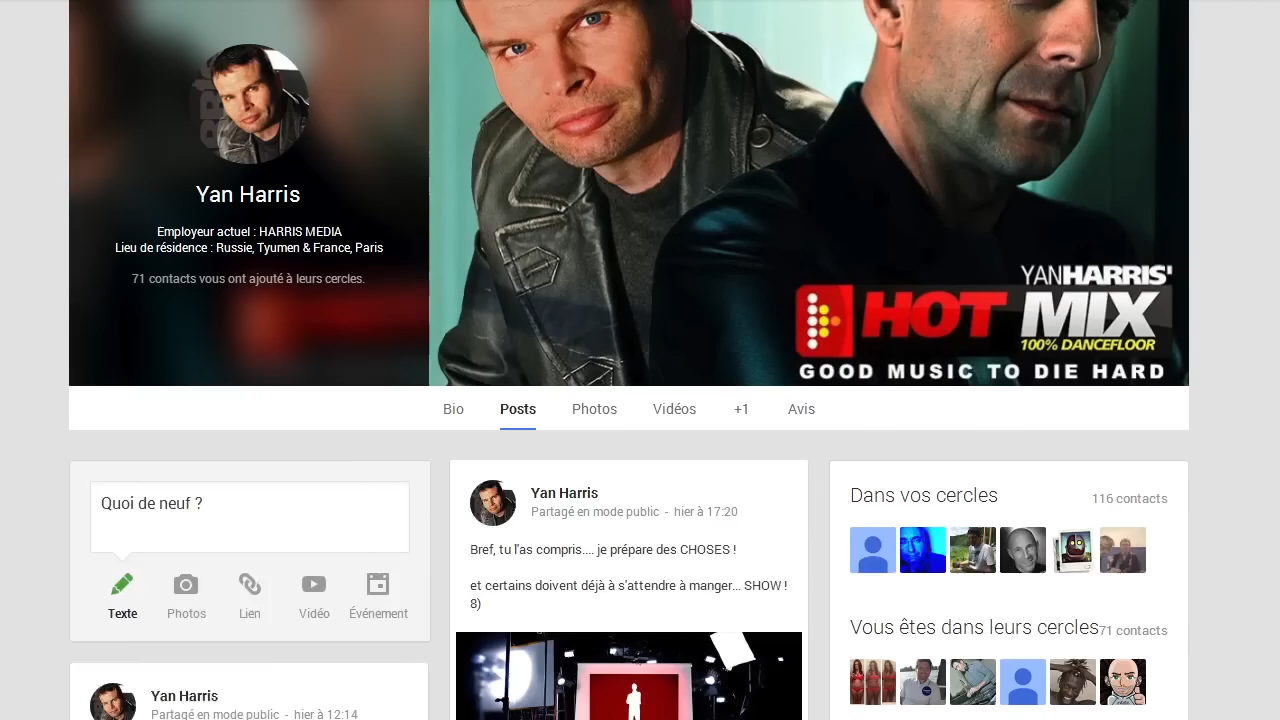 Yan Harris
Employeur actuel : HARRIS MEDIA
Lieu de résidence : Russie, Tyumen & France, Paris
71 contacts vous ont ajouté à leurs cercles.
YANHARRIS'
HOT MIX
100% DANCEFLOOR
GOOD MUSIC TO DIE HARD
Bio Posts Photos Vidéos +1 Avis
Quoi de neuf ?
Texte Photos Lien Vidéo Événement
Yan Harris
Partagé en mode public - hier à 12:14
Yan Harris
Partagé en mode public - hier à 17:20
Bref, tu l'as compris.... je prépare des CHOSES !
et certains doivent déjà à s'attendre à manger... SHOW !
8)
Dans vos cercles 116 contacts
Vous êtes dans leurs cercles 71 contacts